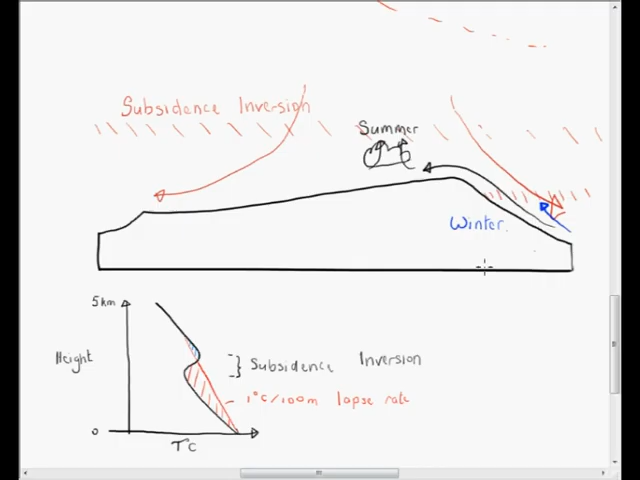 Subsidence Inversion
Summer
Winter.
5km
Height
Subsidence Inversion
1°C/100m lapse rate
0
T°C